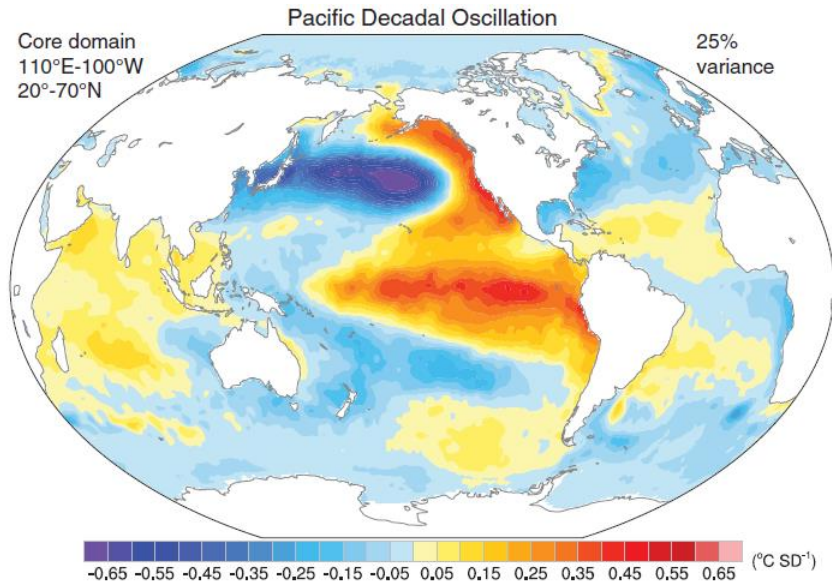 Pacific Decadal Oscillation
Core domain
110°E-100°W
20°-70°N
25%
variance
-0.65 -0.55 -0.45 -0.35 -0.25 -0.15 -0.05 0.05 0.15 0.25 0.35 0.45 0.55 0.65 (°C SD⁻¹)